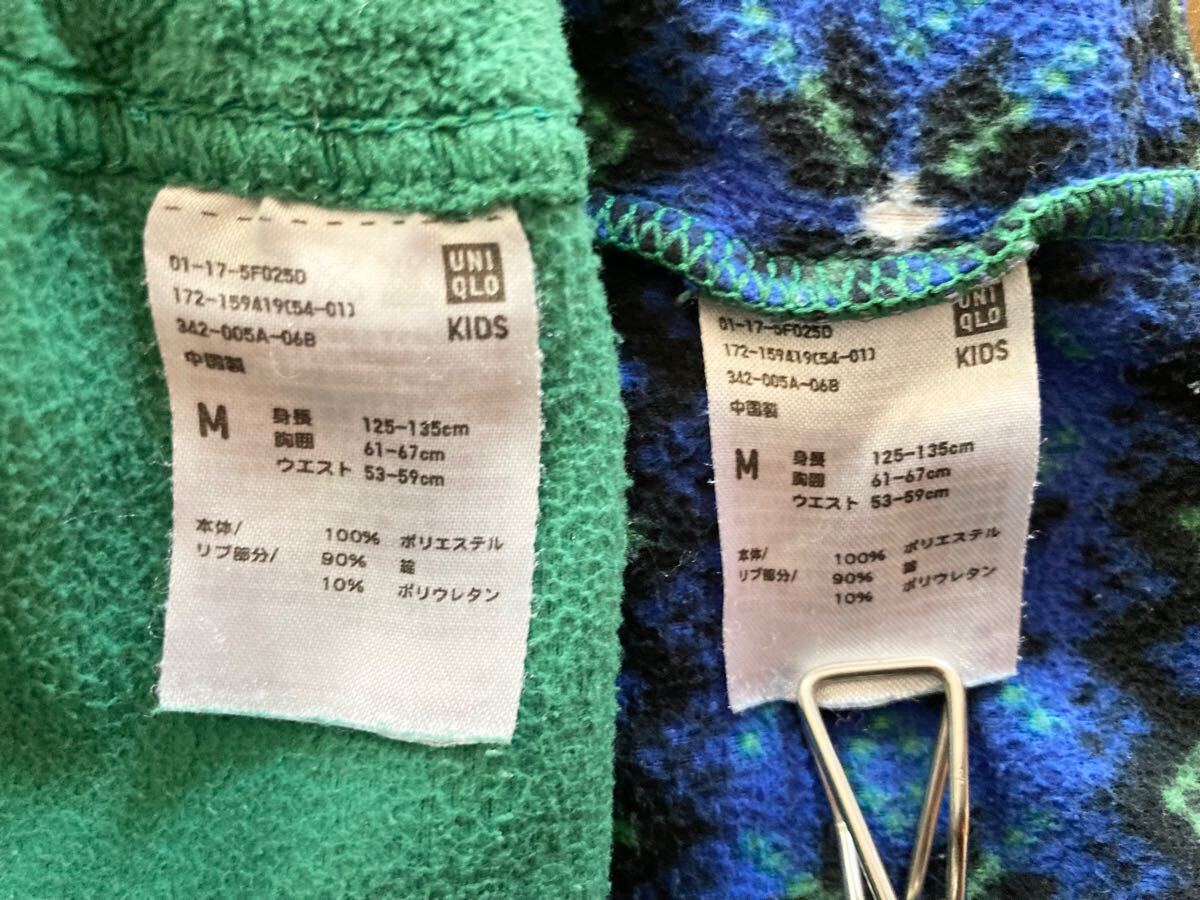 01-17-5F025D
172-159419(54-01)
342-005A-06B
中国製
UNI
QLO
KIDS
M 身長 125-135cm
胸囲 61-67cm
ウエスト 53-59cm
本体/ 100% ポリエステル
リブ部分/ 90% 綿
10% ポリウレタン
01-17-5F025D
172-159419(54-01)
342-005A-06B
中国製
UNI
QLO
KIDS
M 身長 125-135cm
胸囲 61-67cm
ウエスト 53-59cm
本体/ 100% ポリエステル
リブ部分/ 90% 綿
10% ポリウレタン